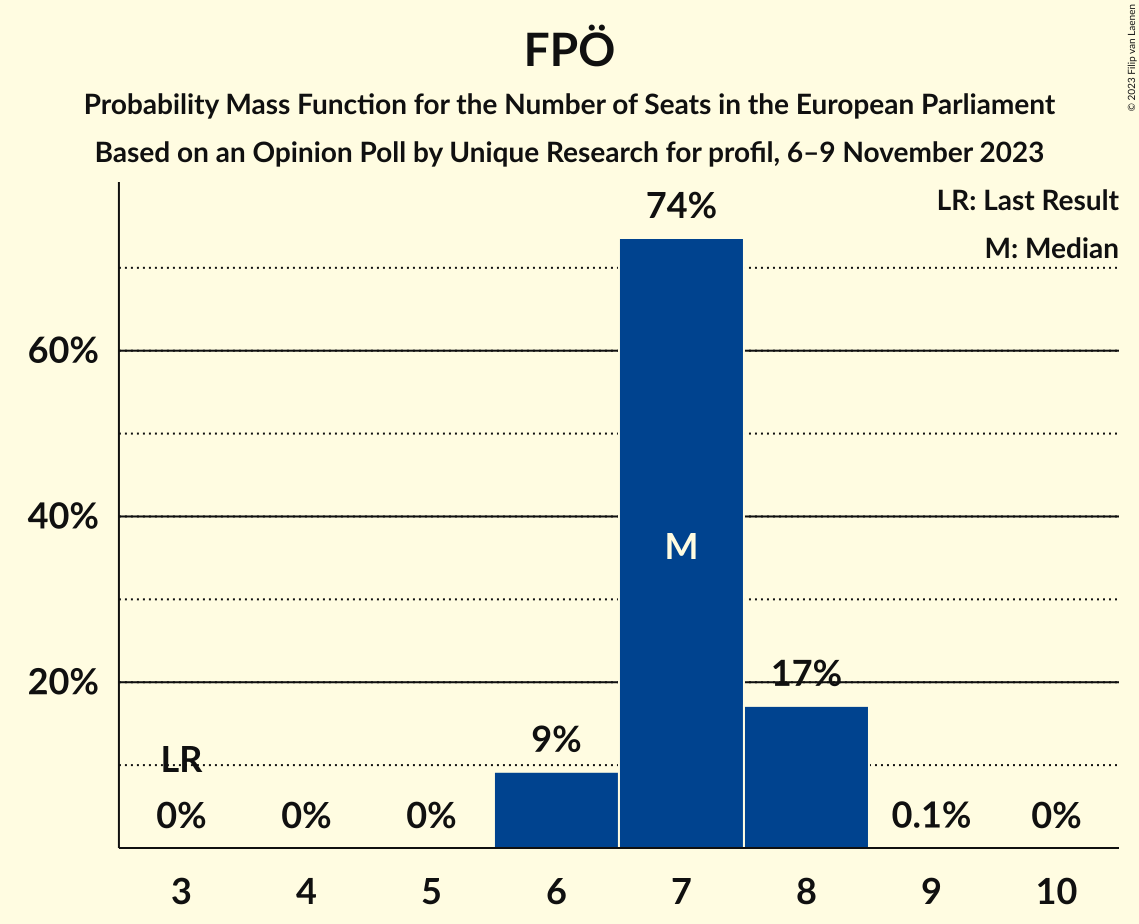 FPÖ
Probability Mass Function for the Number of Seats in the European Parliament
Based on an Opinion Poll by Unique Research for profil, 6–9 November 2023
© 2023 Filip van Laenen
LR: Last Result
M: Median
74%
60%
40%
M
20%
17%
9%
LR
0%
0%
0%
0.1%
0%
3
4
5
6
7
8
9
10